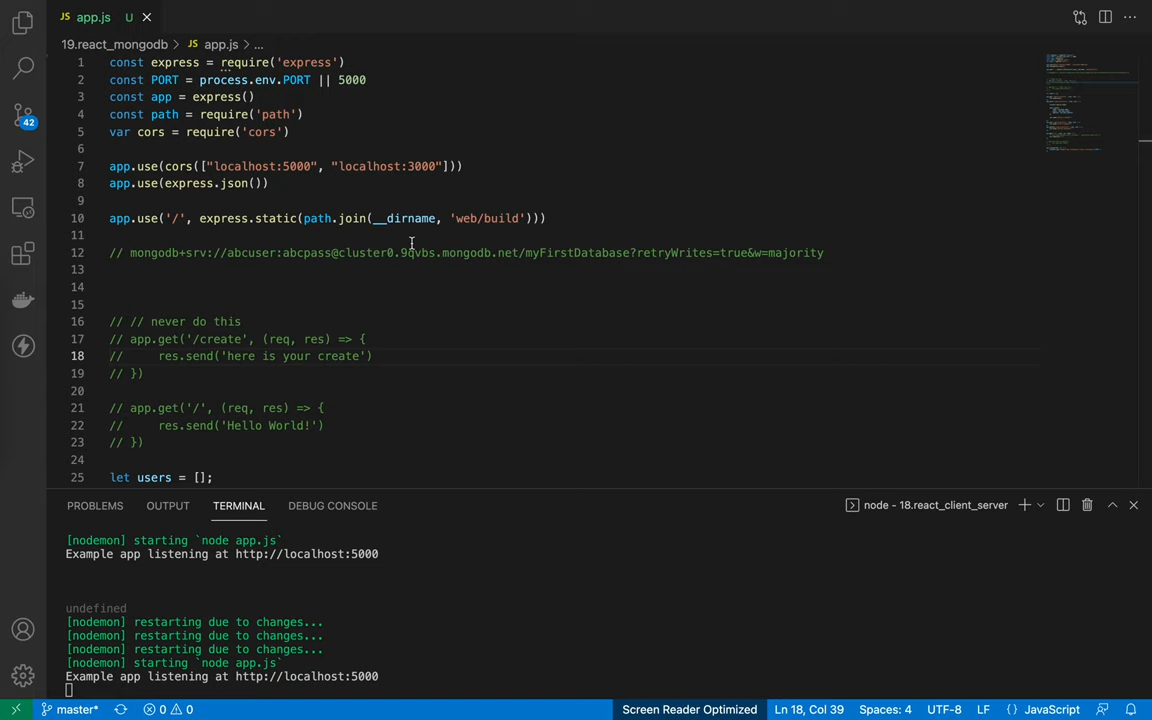 JS app.js U
19.react_mongodb > JS app.js > ...
1 const express = require('express')
2 const PORT = process.env.PORT || 5000
3 const app = express()
4 const path = require('path')
5 var cors = require('cors')
6
7 app.use(cors(["localhost:5000", "localhost:3000"]))
8 app.use(express.json())
9
10 app.use('/', express.static(path.join(__dirname, 'web/build')))
11
12 // mongodb+srv://abcuser:abcpass@cluster0.9qvbs.mongodb.net/myFirstDatabase?retryWrites=true&w=majority
13
14
15
16 // // never do this
17 // app.get('/create', (req, res) => {
18 //     res.send('here is your create')
19 // })
20
21 // app.get('/', (req, res) => {
22 //     res.send('Hello World!')
23 // })
24
25 let users = [];
42
PROBLEMS OUTPUT TERMINAL DEBUG CONSOLE node - 18.react_client_server
[nodemon] starting `node app.js`
Example app listening at http://localhost:5000
undefined
[nodemon] restarting due to changes...
[nodemon] restarting due to changes...
[nodemon] restarting due to changes...
[nodemon] starting `node app.js`
Example app listening at http://localhost:5000
master* 0 0 Screen Reader Optimized Ln 18, Col 39 Spaces: 4 UTF-8 LF {} JavaScript